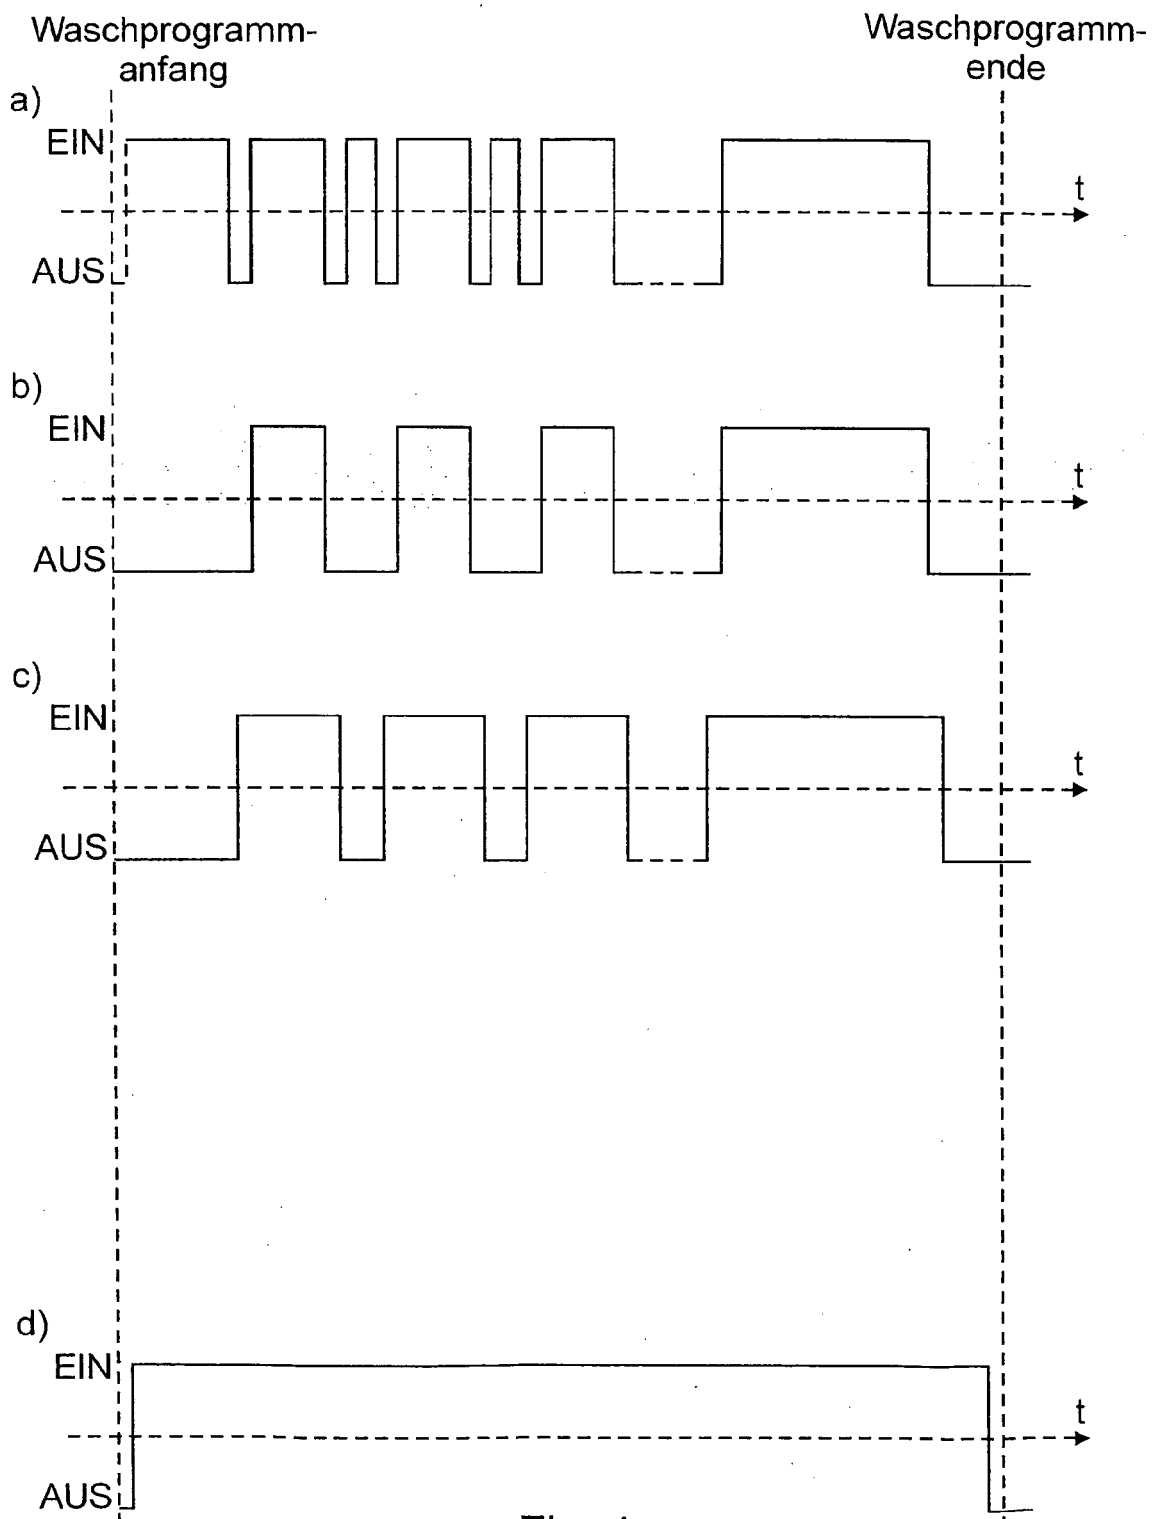 Waschprogramm-
anfang
Waschprogramm-
ende
a)
EIN
t
AUS
b)
EIN
t
AUS
c)
EIN
t
AUS
d)
EIN
t
AUS